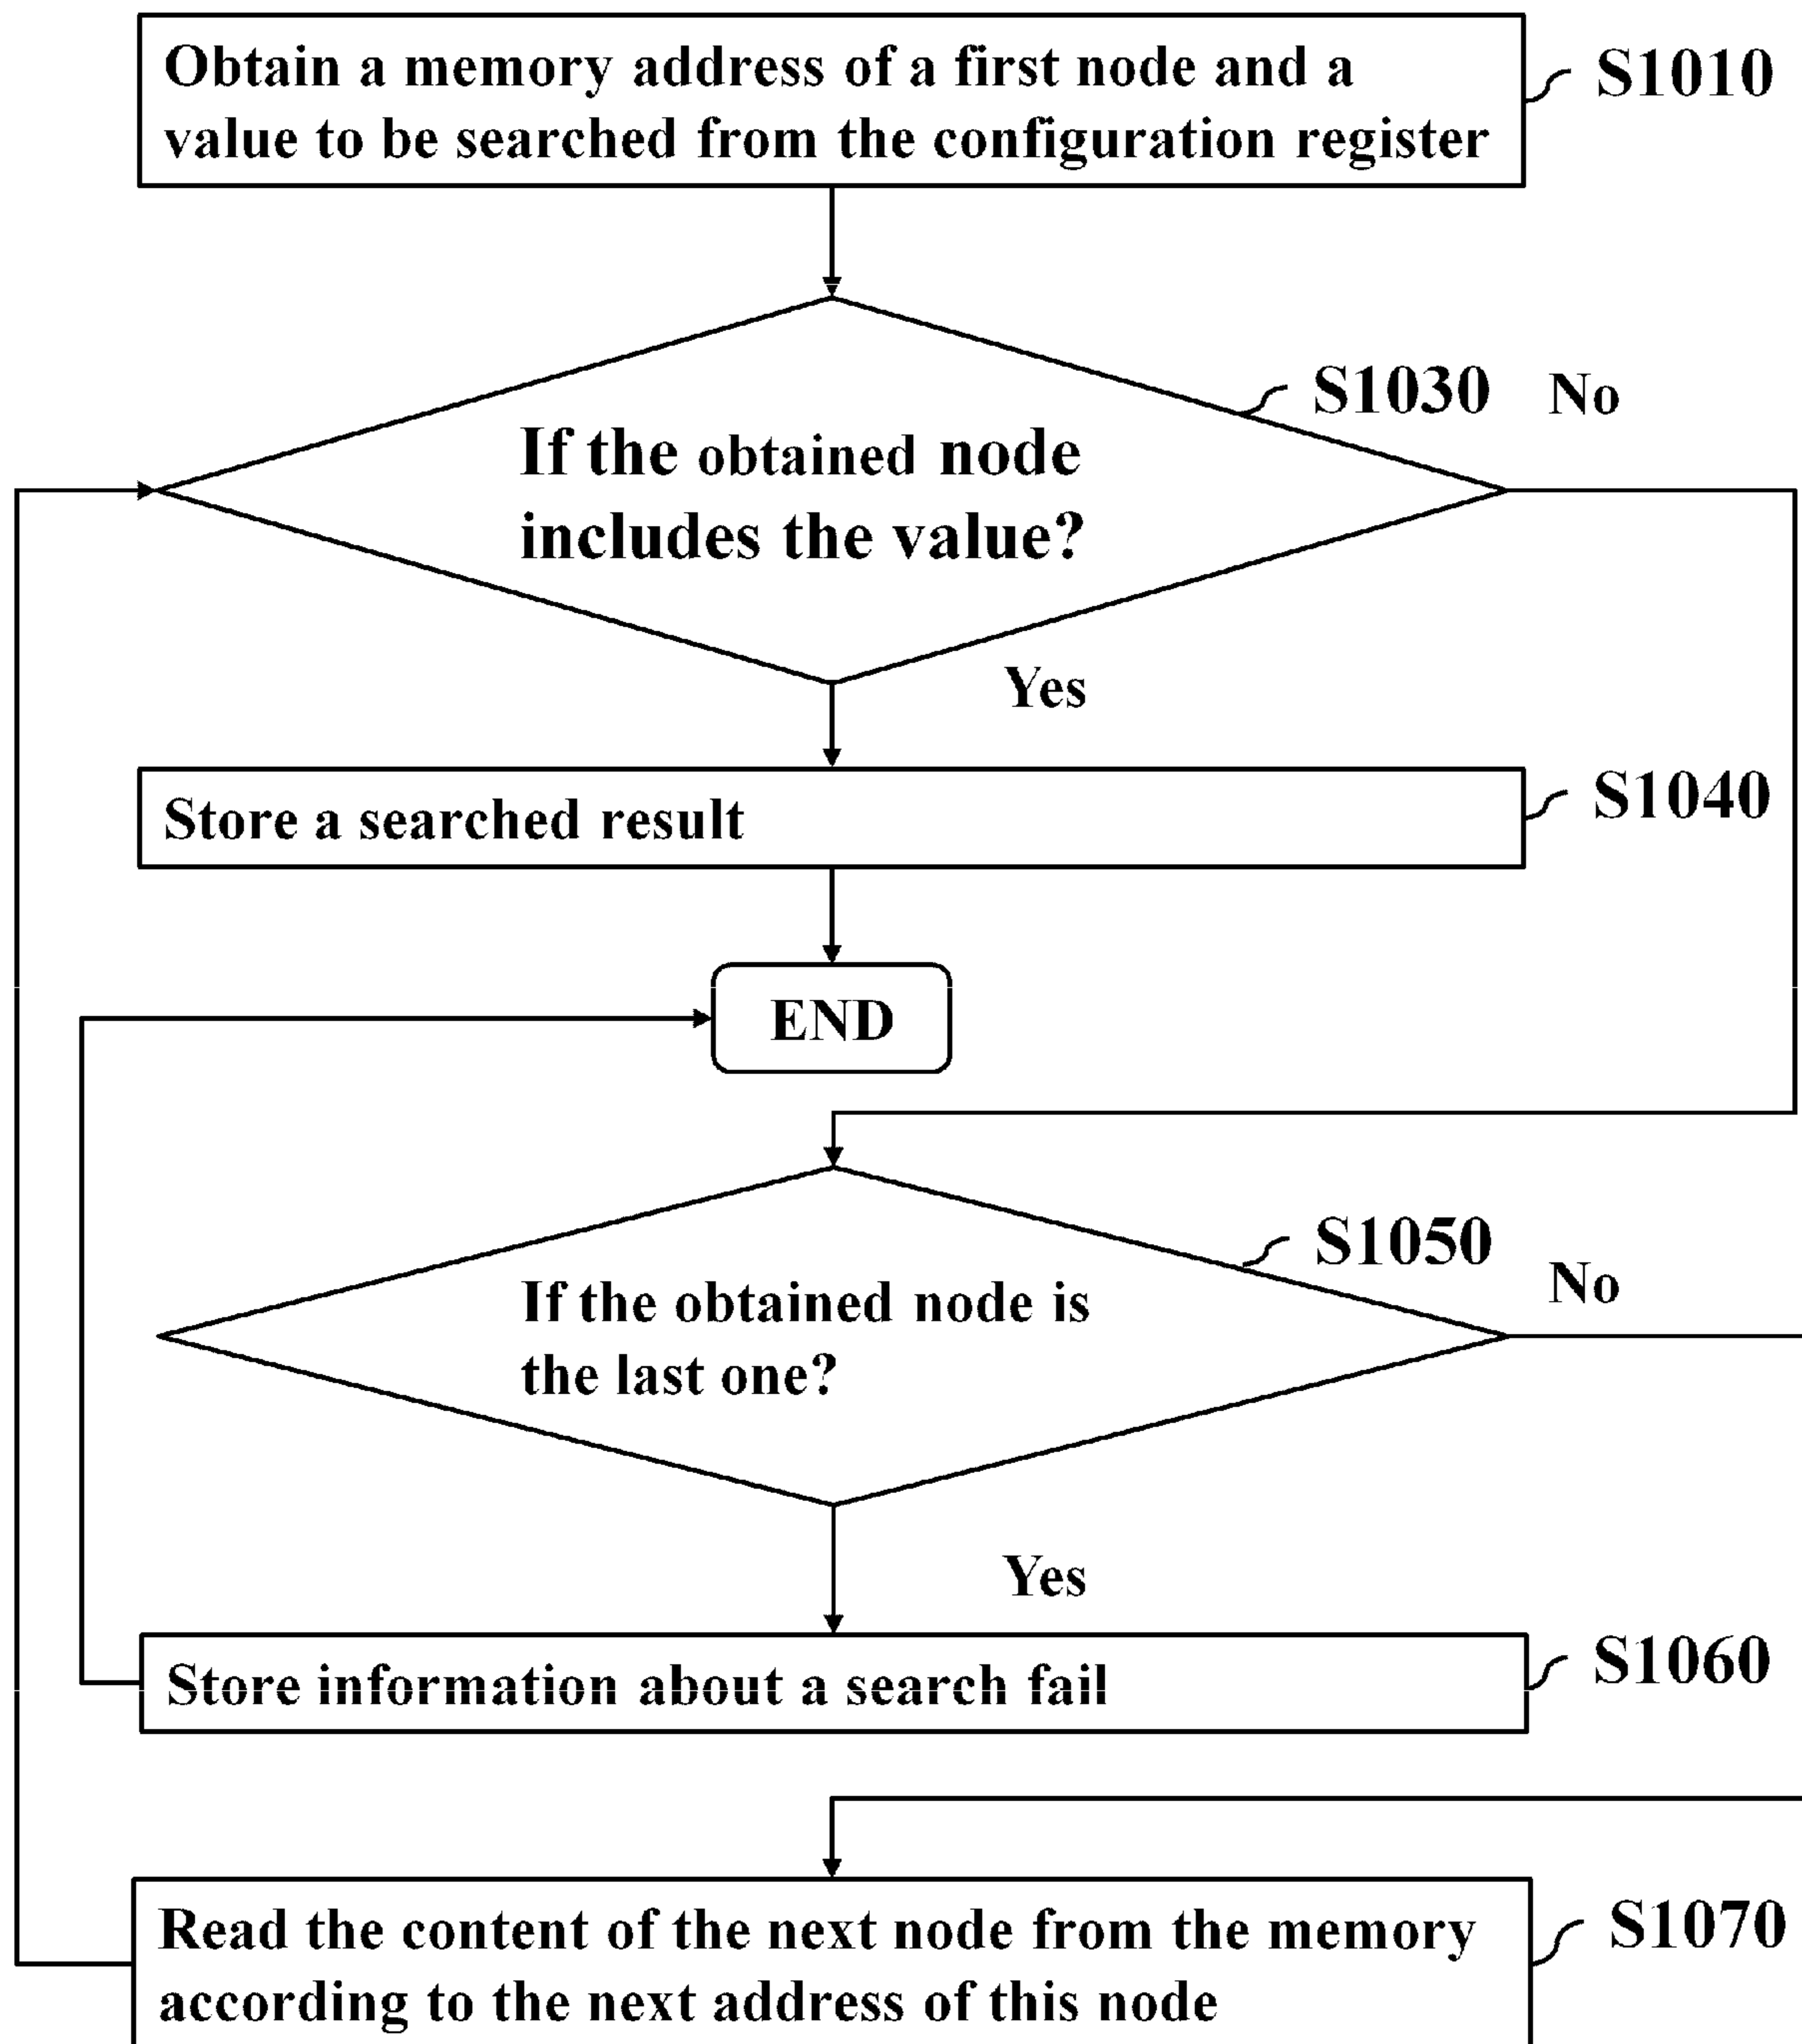 Obtain a memory address of a first node and a
value to be searched from the configuration register
S1010
S1030
No
If the obtained node
includes the value?
Yes
Store a searched result
S1040
END
S1050
No
If the obtained node is
the last one?
Yes
Store information about a search fail
S1060
Read the content of the next node from the memory
according to the next address of this node
S1070